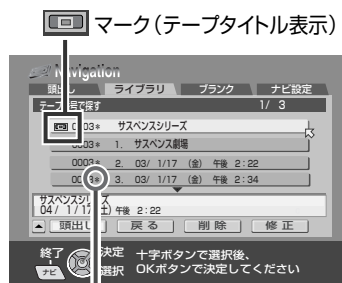 マーク（テープタイトル表示）
Navigation
頭出し ライブラリ ブランク ナビ設定
テープ番号で探す 1/ 3
0003* サスペンスシリーズ
0003* 1. サスペンス劇場
0003* 2. 03/ 1/17 (金) 午後 2:22
0003* 3. 03/ 1/17 (金) 午後 2:34
サスペンスシリーズ
04/ 1/17(土) 午後 2:22
頭出し 戻る 削除 修正
終了 決定 十字ボタンで選択後、
ナビ 選択 OKボタンで決定してください